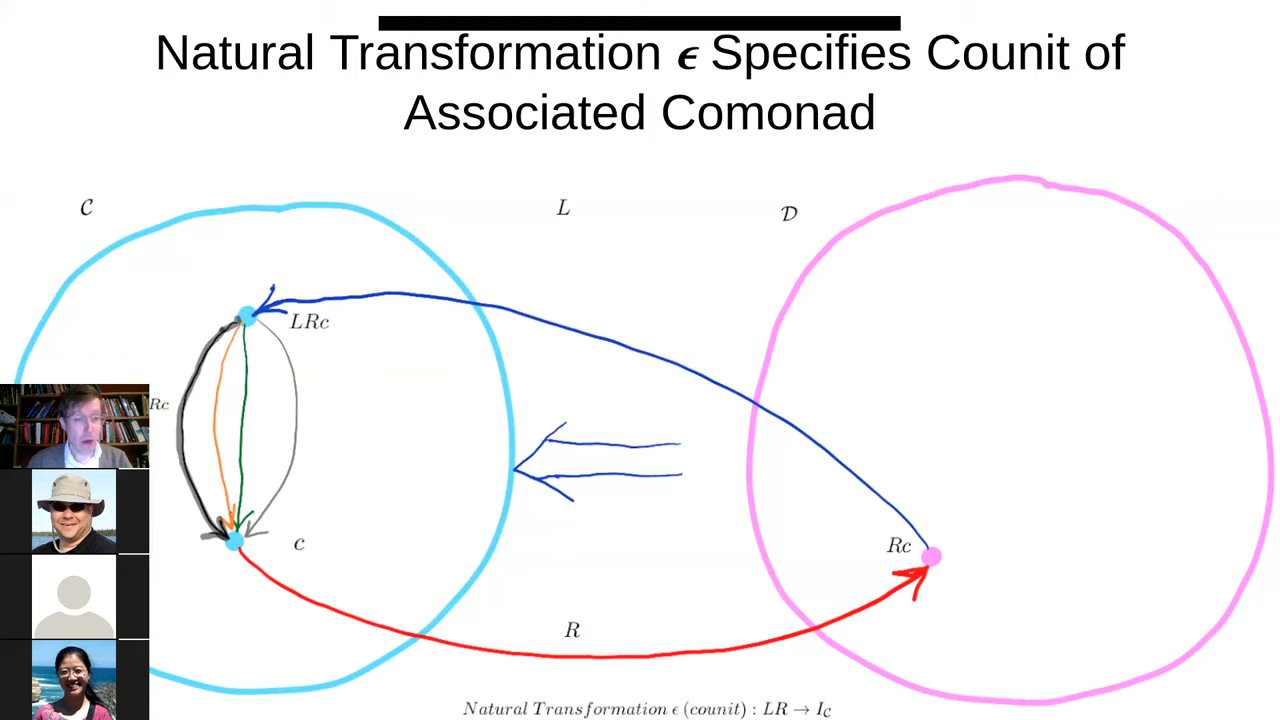 Natural Transformation ϵ Specifies Counit of
Associated Comonad
𝒞
L
𝒟
LRc
Rc
Rc
c
R
Natural Transformation ϵ (counit) : LR → I_𝒞